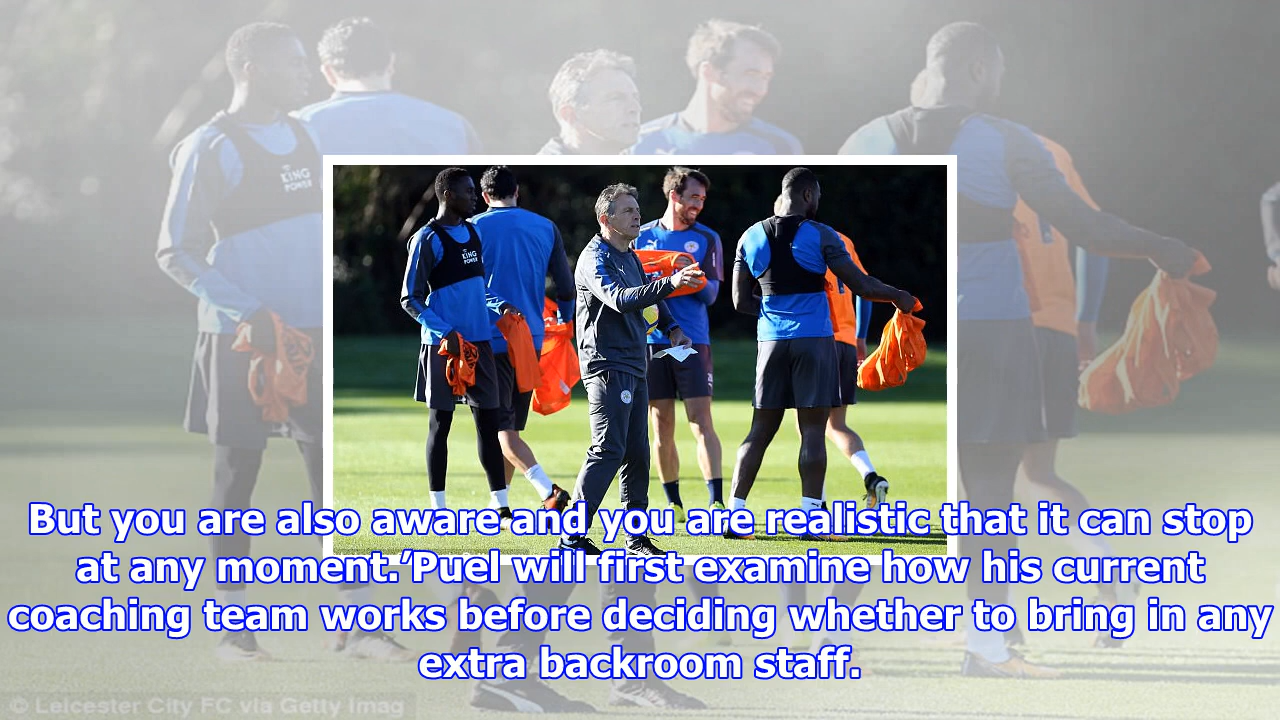 KING
POWER
KING
POWER
But you are also aware and you are realistic that it can stop
at any moment.’Puel will first examine how his current
coaching team works before deciding whether to bring in any
extra backroom staff.
© Leicester City FC via Getty Imag